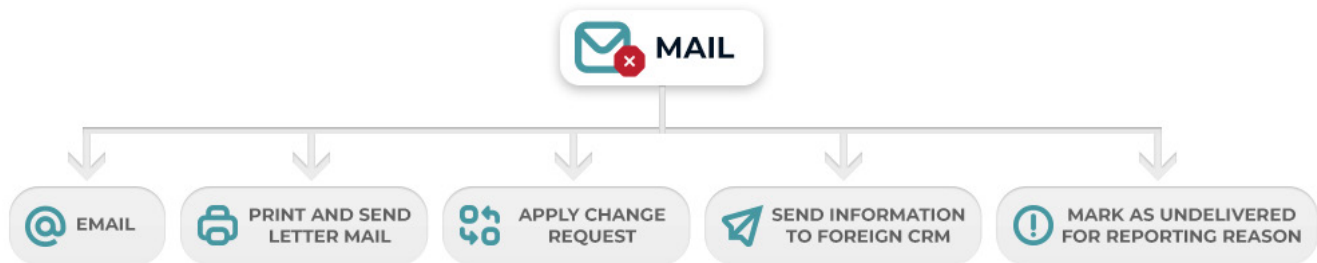 MAIL
EMAIL
PRINT AND SEND
LETTER MAIL
APPLY CHANGE
REQUEST
SEND INFORMATION
TO FOREIGN CRM
MARK AS UNDELIVERED
FOR REPORTING REASON